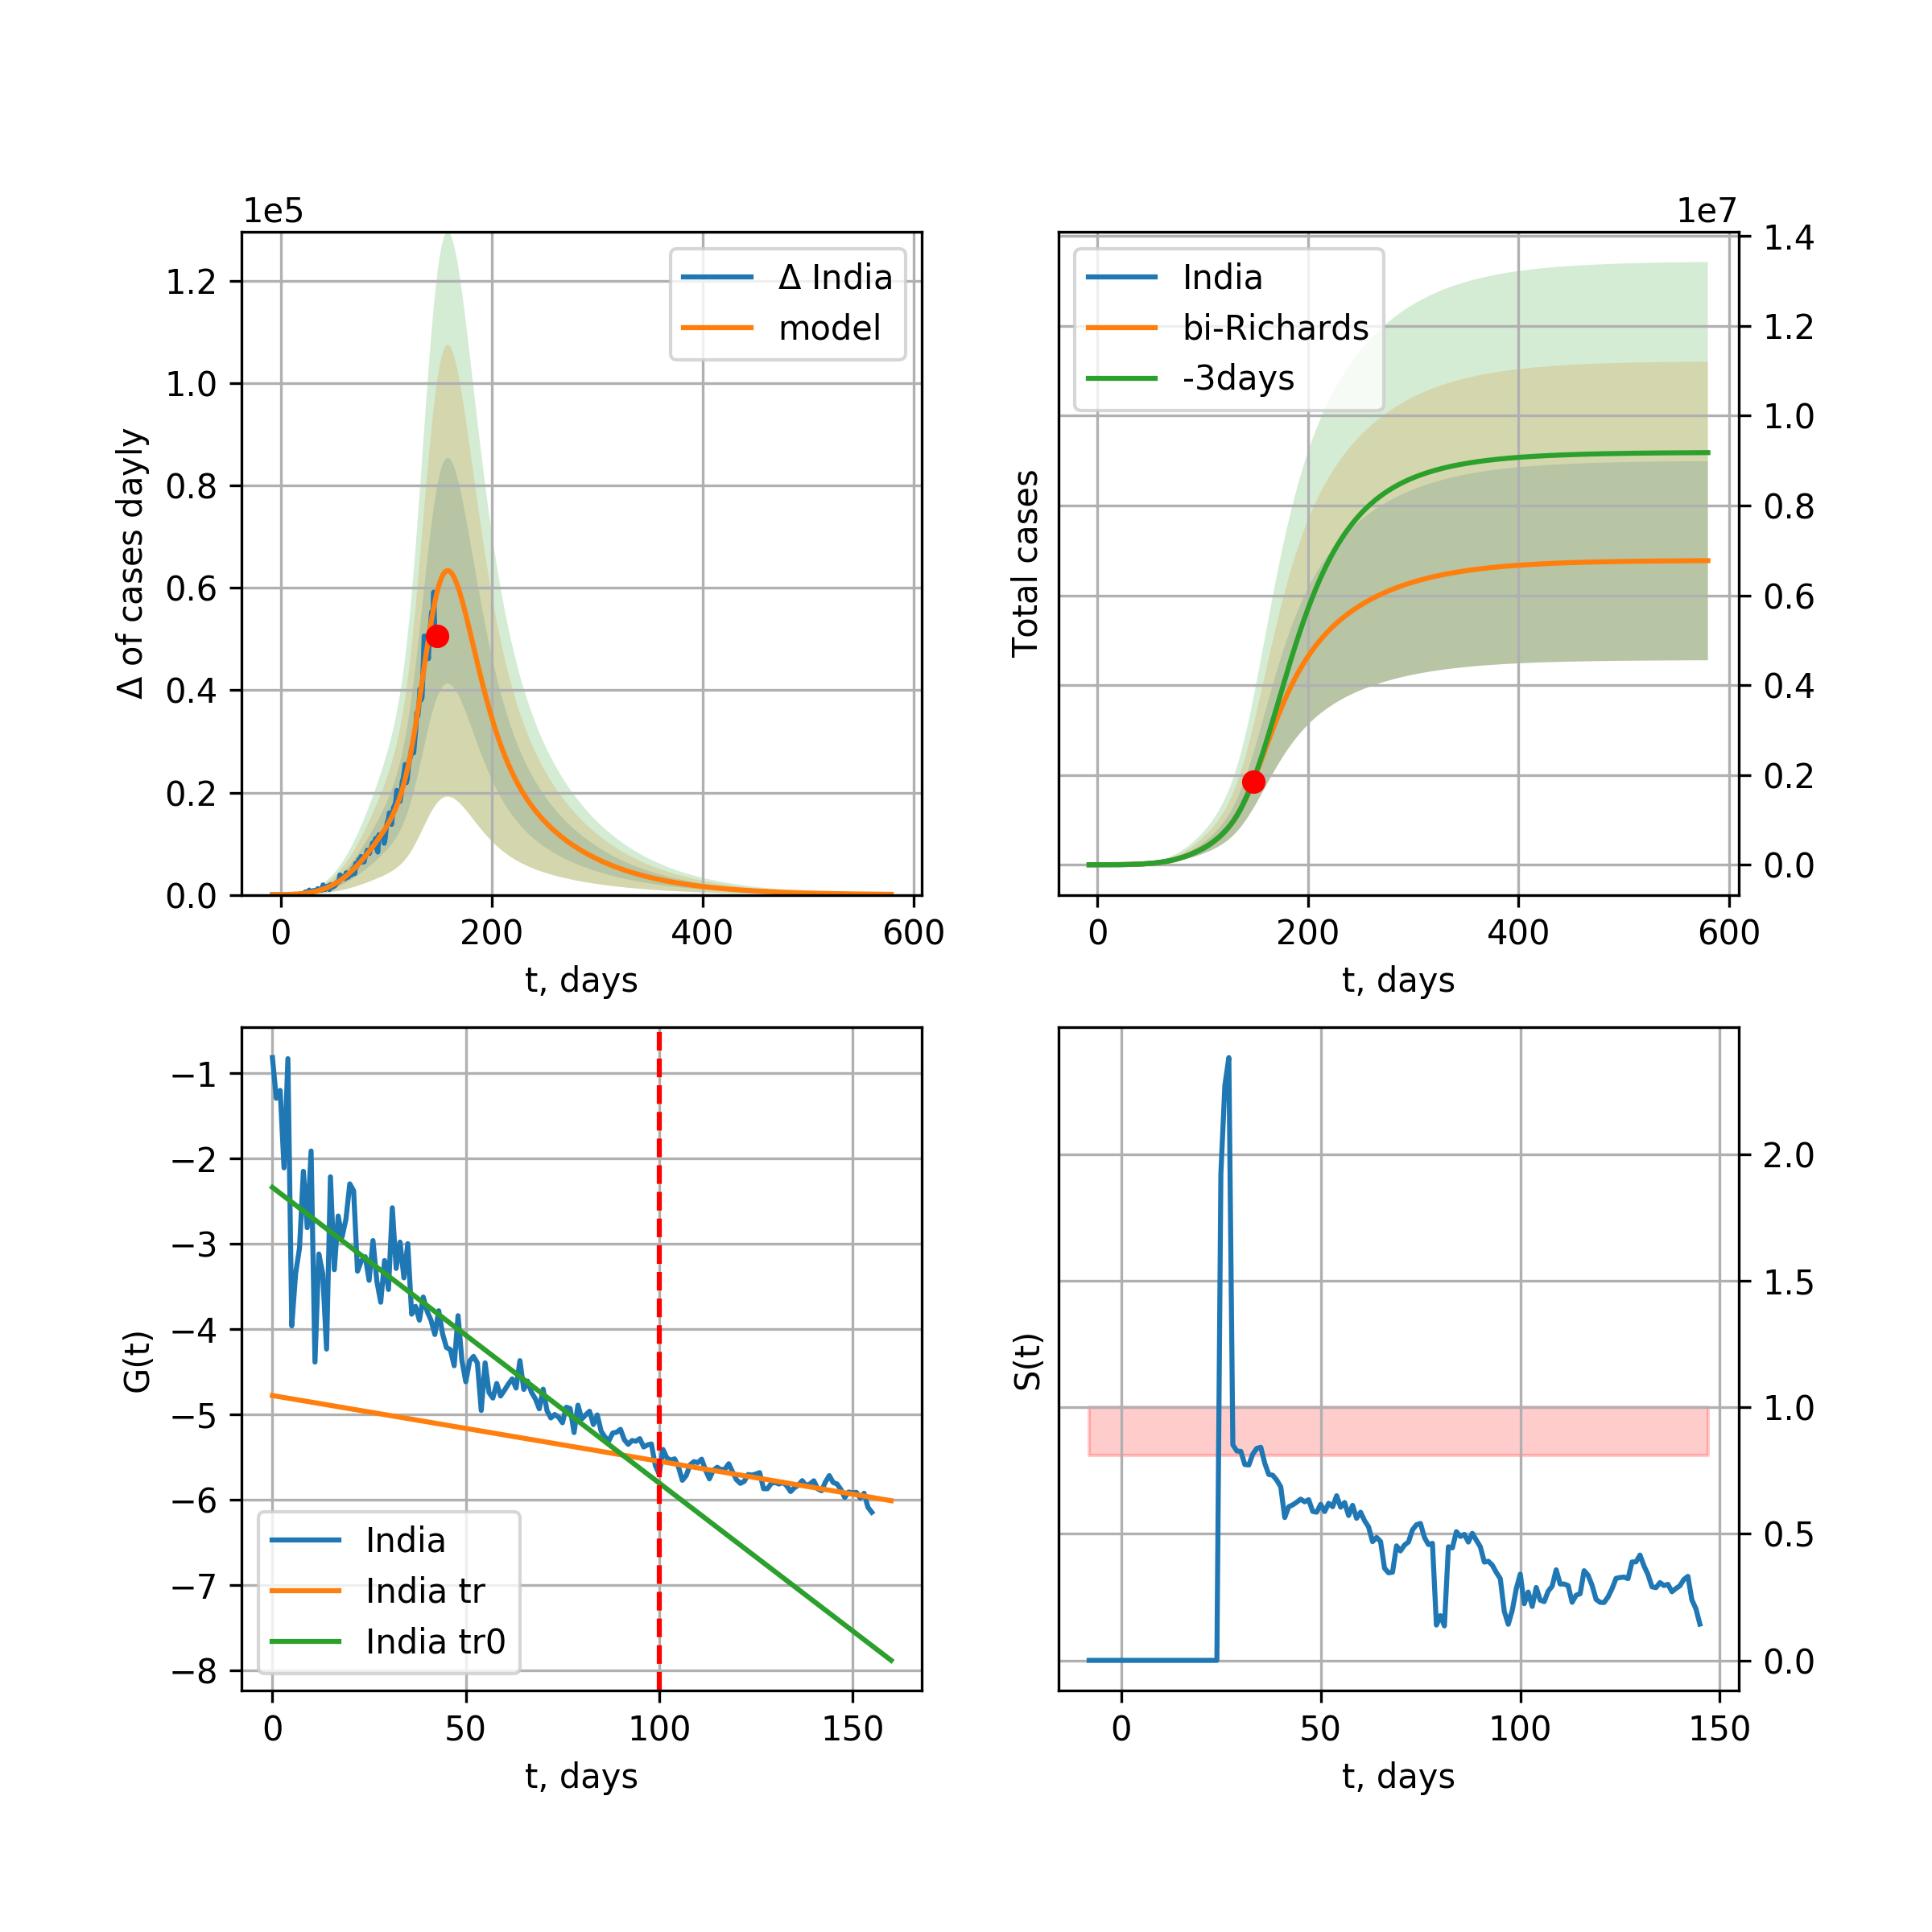 1e5
1.2
1.0
0.8
0.6
0.4
0.2
0.0
Δ of cases dayly
Δ India
model
0 200 400 600
t, days
1e7
1.4
1.2
1.0
0.8
0.6
0.4
0.2
0.0
Total cases
India
bi-Richards
-3days
0 200 400 600
t, days
−1
−2
−3
−4
−5
−6
−7
−8
G(t)
India
India tr
India tr0
0 50 100 150
t, days
S(t)
2.0
1.5
1.0
0.5
0.0
0 50 100 150
t, days